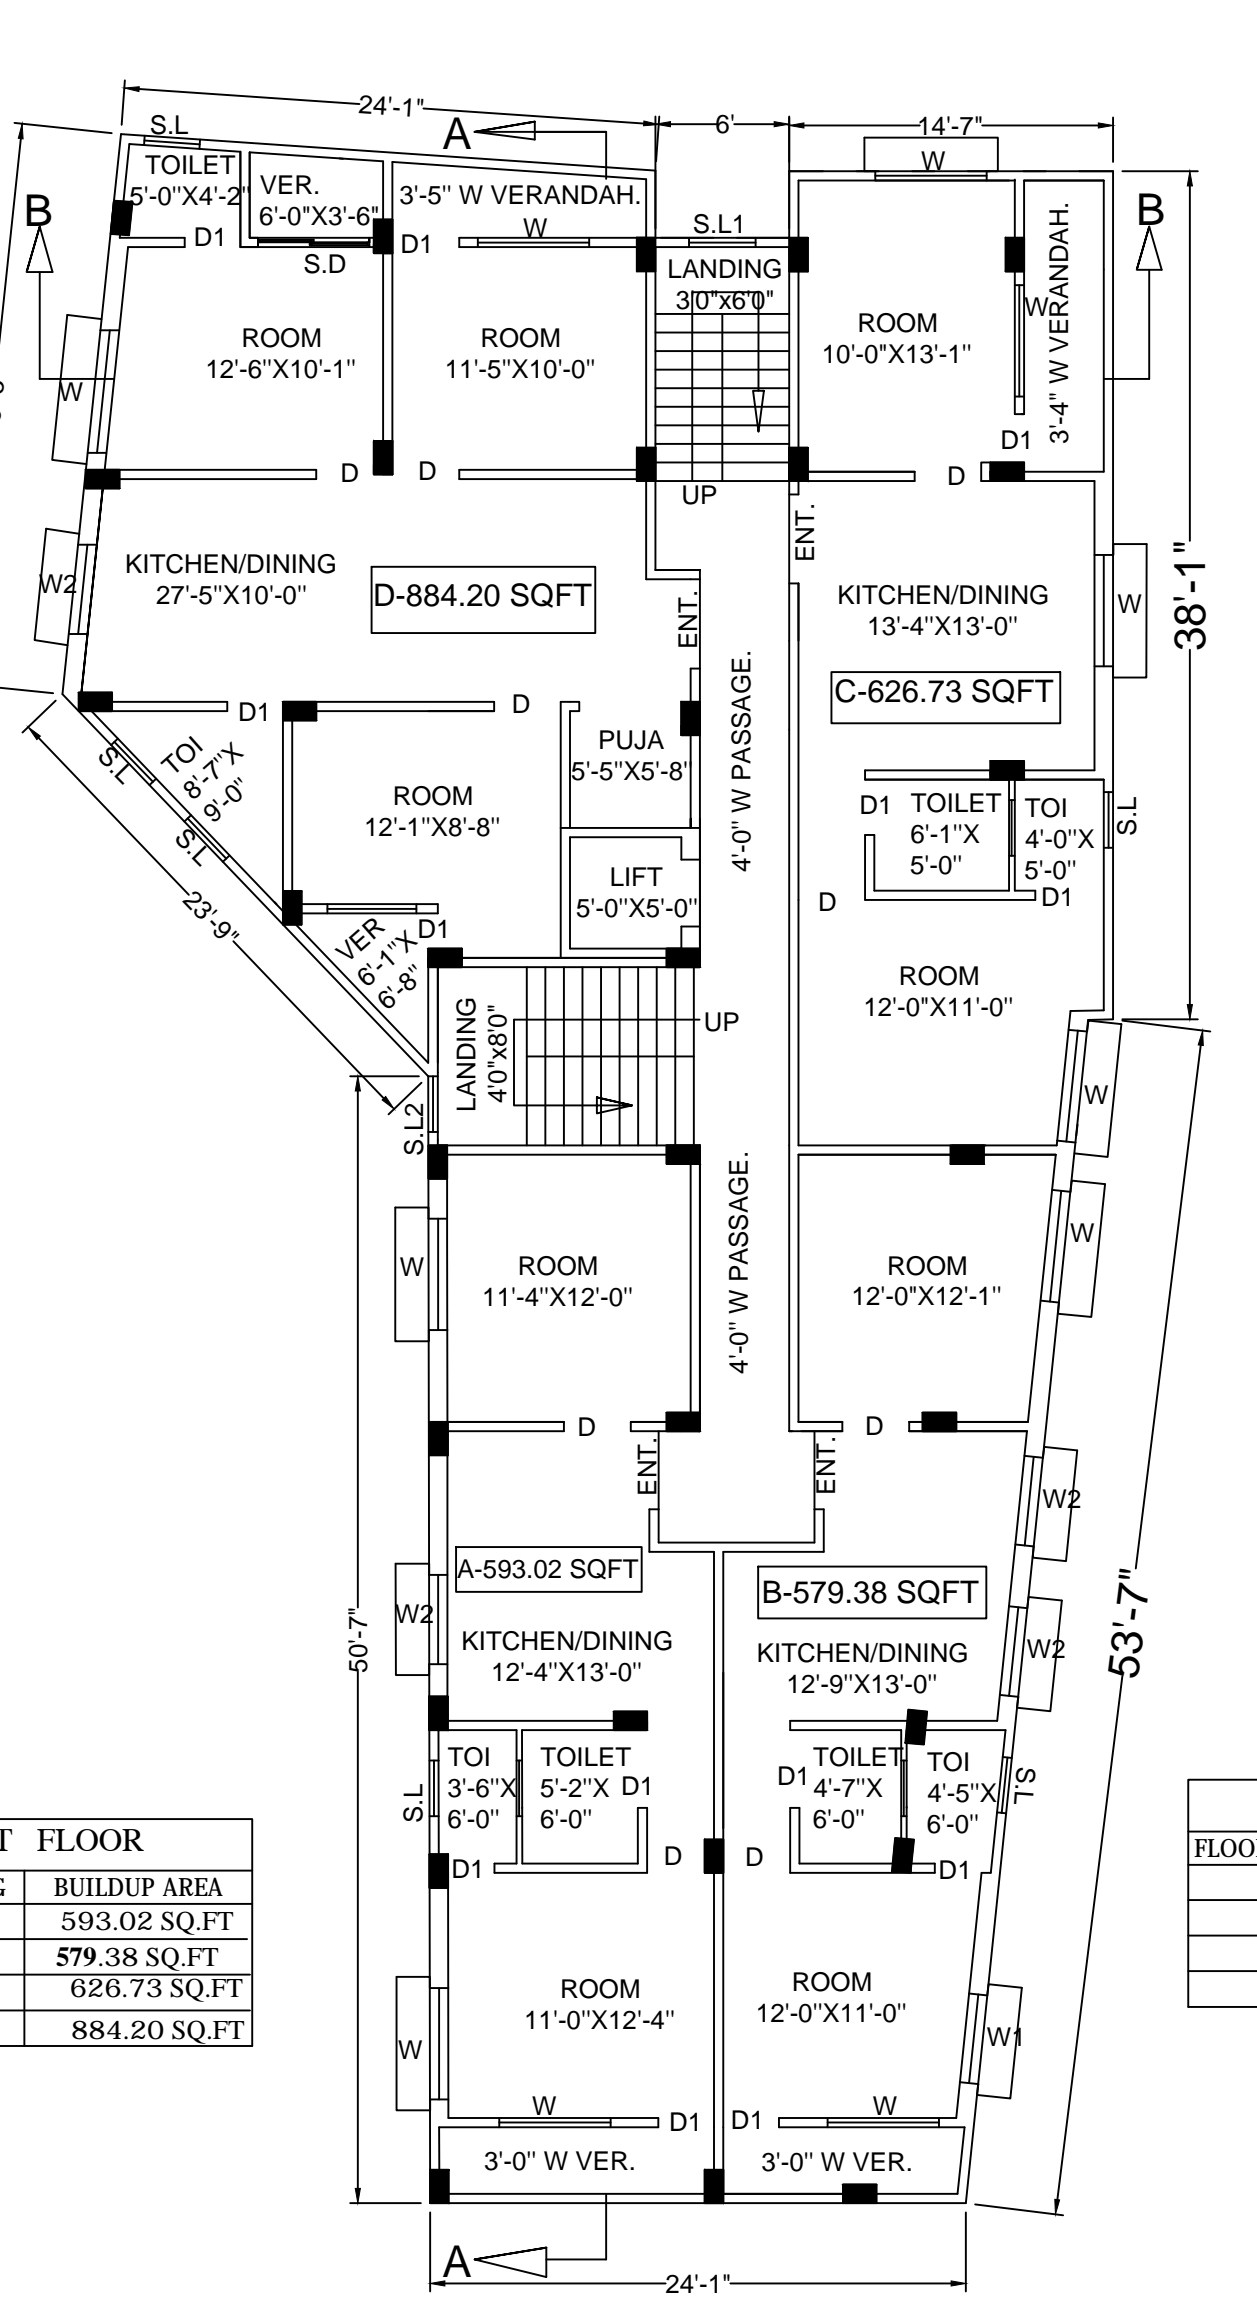 24'-1"
6'
14'-7"
A
S.L
W
TOILET
5'-0"X4'-2"
VER.
6'-0"X3'-6"
3'-5" W VERANDAH.
B
B
D1
S.D
D1
W
S.L1
LANDING
3'0"x6'0"
W
3'-4" W VERANDAH.
ROOM
12'-6"X10'-1"
ROOM
11'-5"X10'-0"
ROOM
10'-0"X13'-1"
W
D1
D
D
D
UP
ENT.
38'-1"
KITCHEN/DINING
27'-5"X10'-0"
D-884.20 SQFT
W2
ENT.
KITCHEN/DINING
13'-4"X13'-0"
W
C-626.73 SQFT
4'-0" W PASSAGE.
D1
D
TOI
8'-7"X
9'-0"
S.L
S.L
PUJA
5'-5"X5'-8"
ROOM
12'-1"X8'-8"
D1
TOILET
6'-1"X
5'-0"
TOI
4'-0"X
5'-0"
S.L
LIFT
5'-0"X5'-0"
D
D1
23'-9"
VER
6'-1"X
6'-8"
D1
ROOM
12'-0"X11'-0"
LANDING
4'0"x8'0"
UP
S.L2
W
4'-0" W PASSAGE.
W
ROOM
11'-4"X12'-0"
ROOM
12'-0"X12'-1"
W
D
D
ENT.
ENT.
W2
A-593.02 SQFT
B-579.38 SQFT
W2
50'-7"
53'-7"
KITCHEN/DINING
12'-4"X13'-0"
KITCHEN/DINING
12'-9"X13'-0"
W2
S.L
TOI
3'-6"X
6'-0"
TOILET
5'-2"X
6'-0"
D1
D1
TOILET
4'-7"X
6'-0"
TOI
4'-5"X
6'-0"
S.L
D1
D
D
D1
FLOOR
BUILDUP AREA
593.02 SQ.FT
579.38 SQ.FT
626.73 SQ.FT
884.20 SQ.FT
ROOM
11'-0"X12'-4"
ROOM
12'-0"X11'-0"
W
W1
W
D1
D1
W
3'-0" W VER.
3'-0" W VER.
A
24'-1"